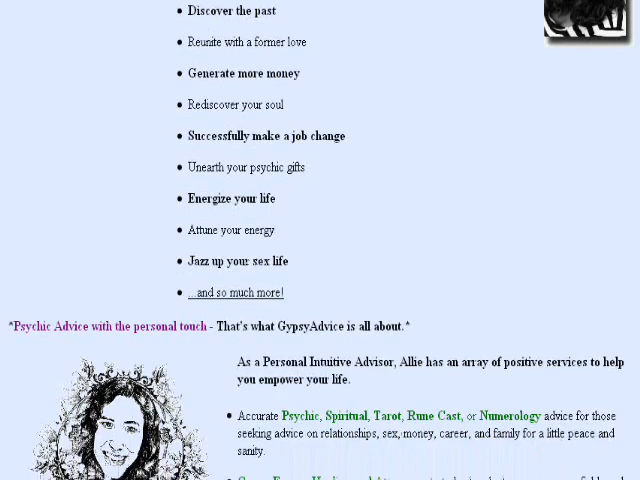 Discover the past
Reunite with a former love
Generate more money
Rediscover your soul
Successfully make a job change
Unearth your psychic gifts
Energize your life
Attune your energy
Jazz up your sex life
...and so much more!
*Psychic Advice with the personal touch - That's what GypsyAdvice is all about.*
As a Personal Intuitive Advisor, Allie has an array of positive services to help
you empower your life.
Accurate Psychic, Spiritual, Tarot, Rune Cast, or Numerology advice for those
seeking advice on relationships, sex, money, career, and family for a little peace and
sanity.